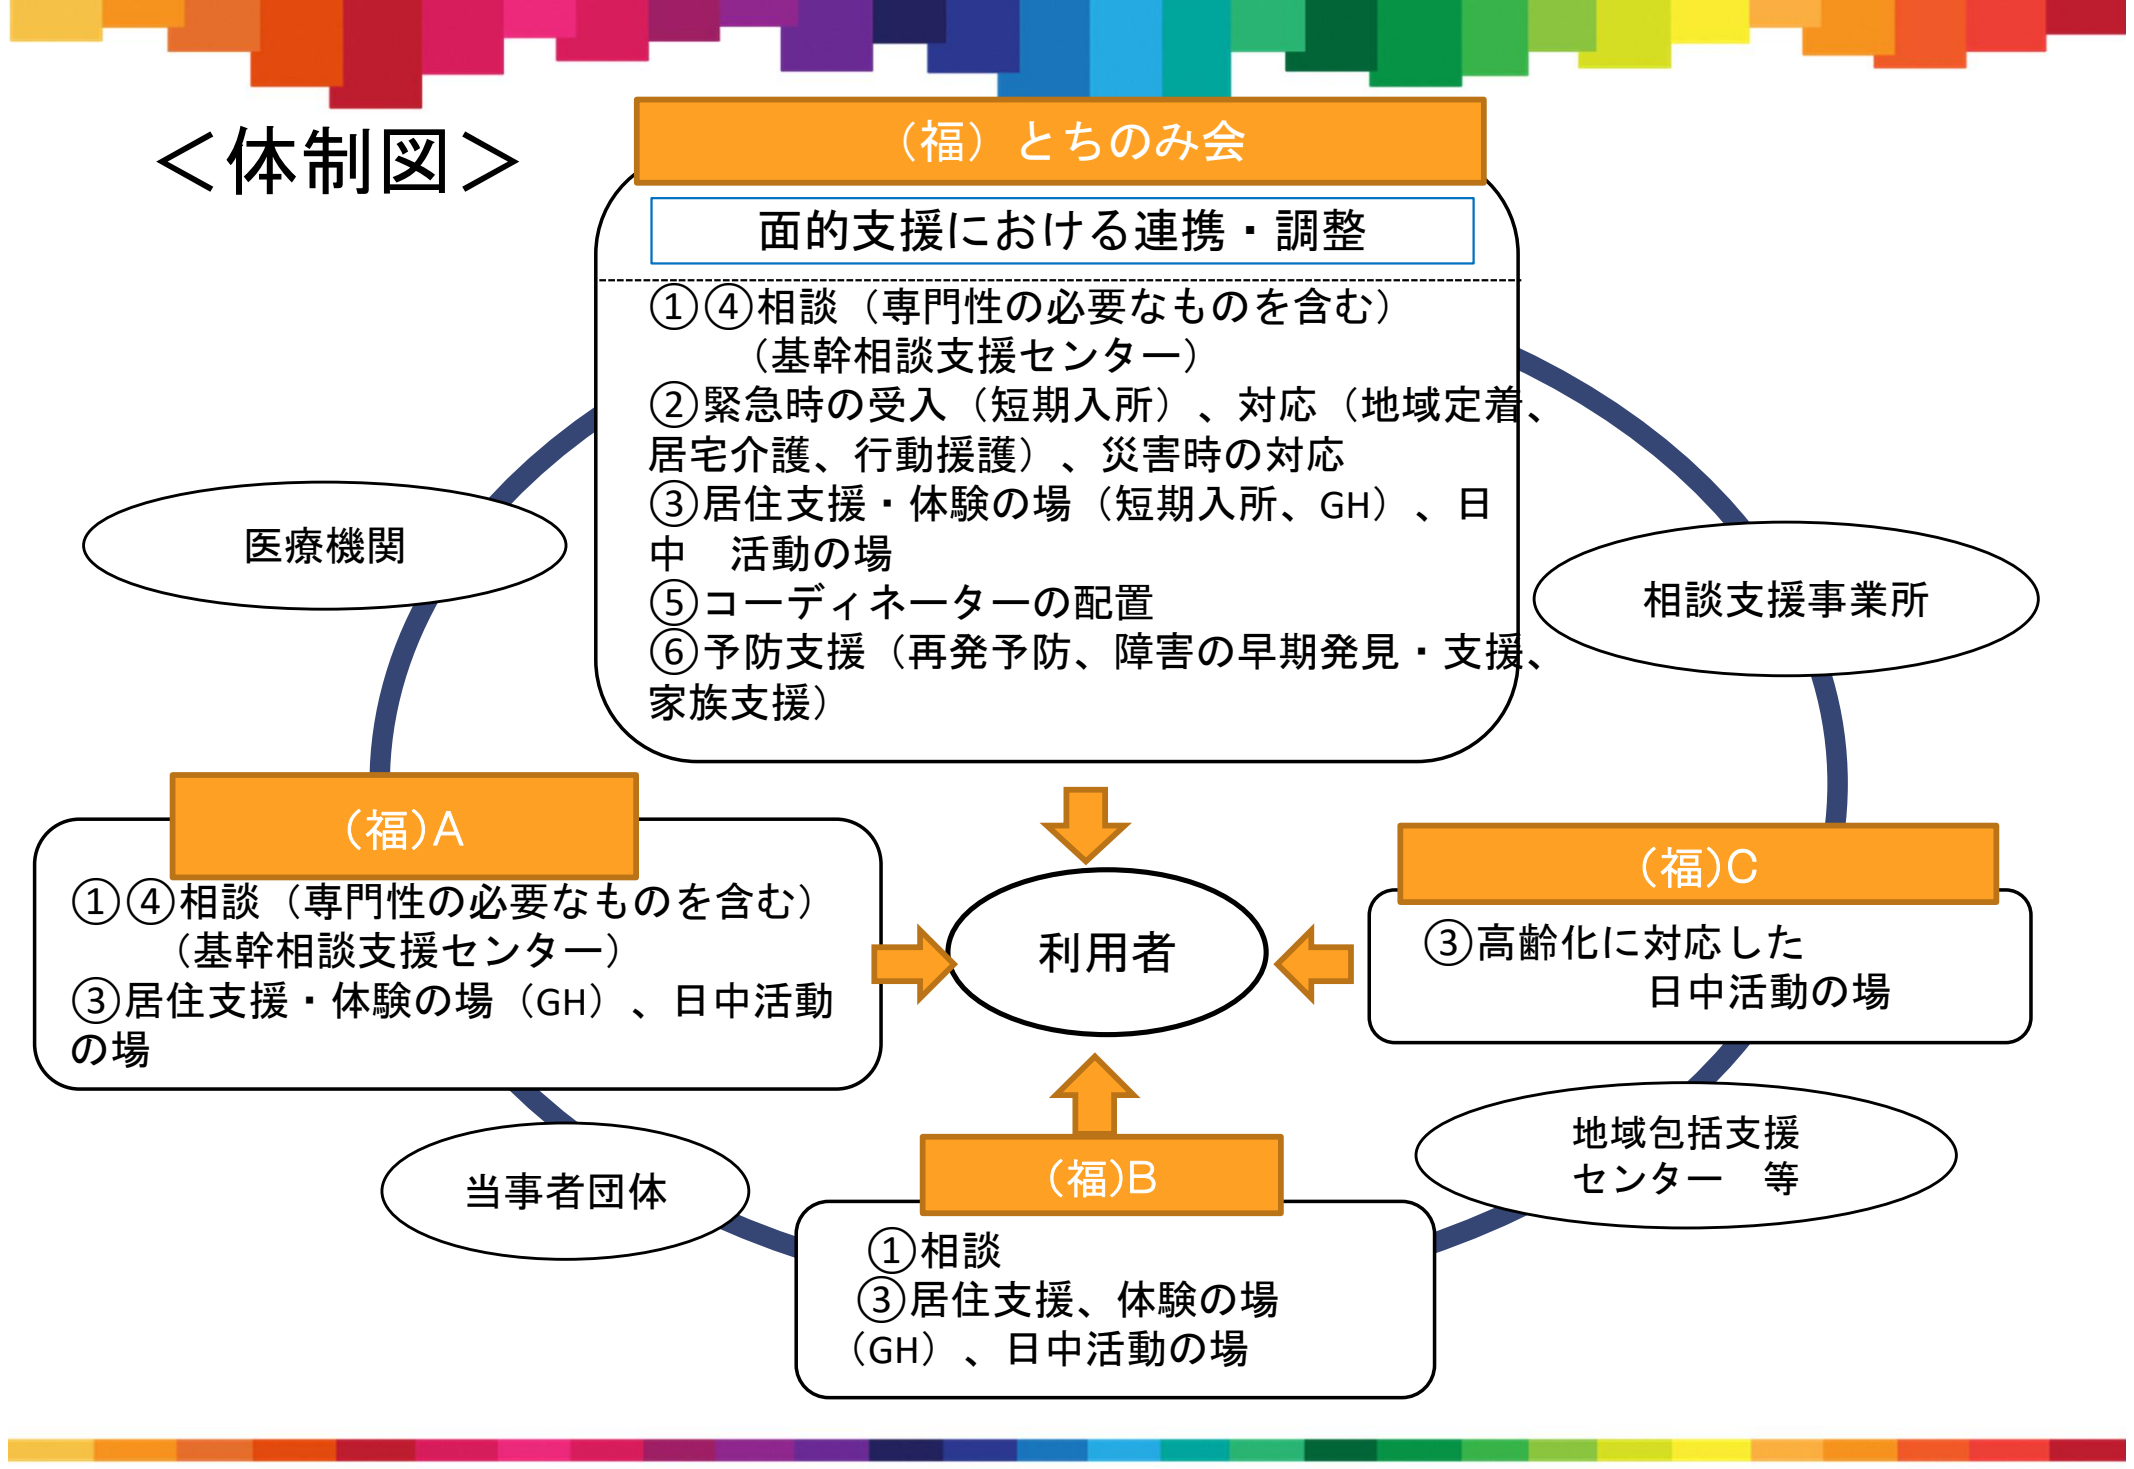 ＜体制図＞
（福）とちのみ会
面的支援における連携・調整
①④相談（専門性の必要なものを含む）
（基幹相談支援センター）
②緊急時の受入（短期入所）、対応（地域定着、
居宅介護、行動援護）、災害時の対応
③居住支援・体験の場（短期入所、GH）、日
中　活動の場
⑤コーディネーターの配置
⑥予防支援（再発予防、障害の早期発見・支援、
家族支援）
医療機関
相談支援事業所
（福）A
①④相談（専門性の必要なものを含む）
（基幹相談支援センター）
③居住支援・体験の場（GH）、日中活動
の場
利用者
（福）C
③高齢化に対応した
日中活動の場
当事者団体
地域包括支援
センター　等
（福）B
①相談
③居住支援、体験の場
（GH）、日中活動の場